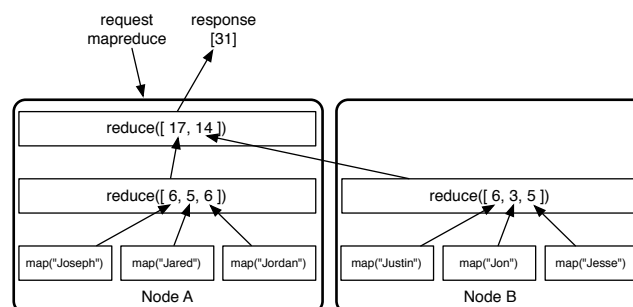 request
mapreduce
response
[31]
reduce([ 17, 14 ])
reduce([ 6, 5, 6 ])
reduce([ 6, 3, 5 ])
map("Joseph")
map("Jared")
map("Jordan")
map("Justin")
map("Jon")
map("Jesse")
Node A
Node B